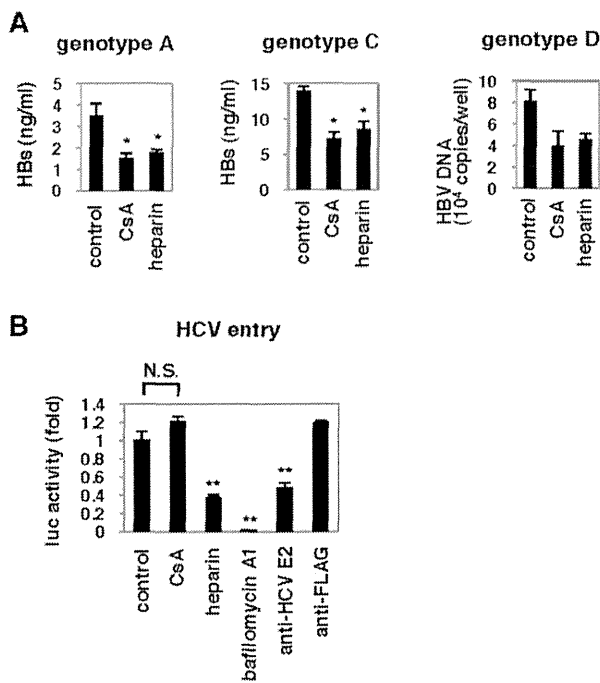 A
genotype A
genotype C
genotype D
HBs (ng/ml)
5
4
3
2
1
0
*
*
control
CsA
heparin
HBs (ng/ml)
15
10
5
0
*
*
control
CsA
heparin
HBV DNA
(10⁴ copies/well)
10
8
6
4
2
0
control
CsA
heparin
B
HCV entry
N.S.
luc activity (fold)
1.4
1.2
1
0.8
0.6
0.4
0.2
0
**
**
**
control
CsA
heparin
bafilomycin A1
anti-HCV E2
anti-FLAG